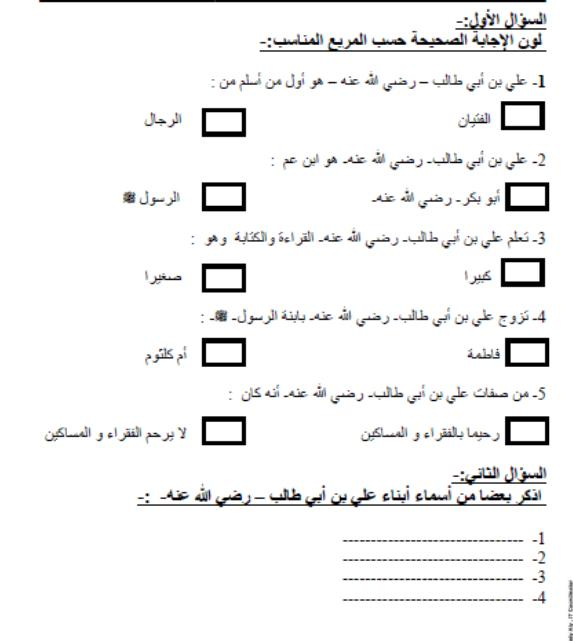 السؤال الأول:-
لون الإجابة الصحيحة حسب المربع المناسب:-
1- علي بن أبي طالب – رضي الله عنه – هو أول من أسلم من :
الفتيان الرجال
2- علي بن أبي طالب- رضي الله عنه- هو ابن عم :
أبو بكر - رضي الله عنه- الرسول ﷺ
3- تعلم علي بن أبي طالب- رضي الله عنه- القراءة والكتابة وهو :
كبيرا صغيرا
4- تزوج علي بن أبي طالب- رضي الله عنه- بابنة الرسول- ﷺ- :
فاطمة أم كلثوم
5- من صفات علي بن أبي طالب- رضي الله عنه- أنه كان :
رحيما بالفقراء و المساكين لا يرحم الفقراء و المساكين
السؤال الثاني:-
اذكر بعضا من أسماء أبناء علي بن أبي طالب – رضي الله عنه- :-
1- --------------------------------
2- --------------------------------
3- --------------------------------
4- --------------------------------
IT Coordinator